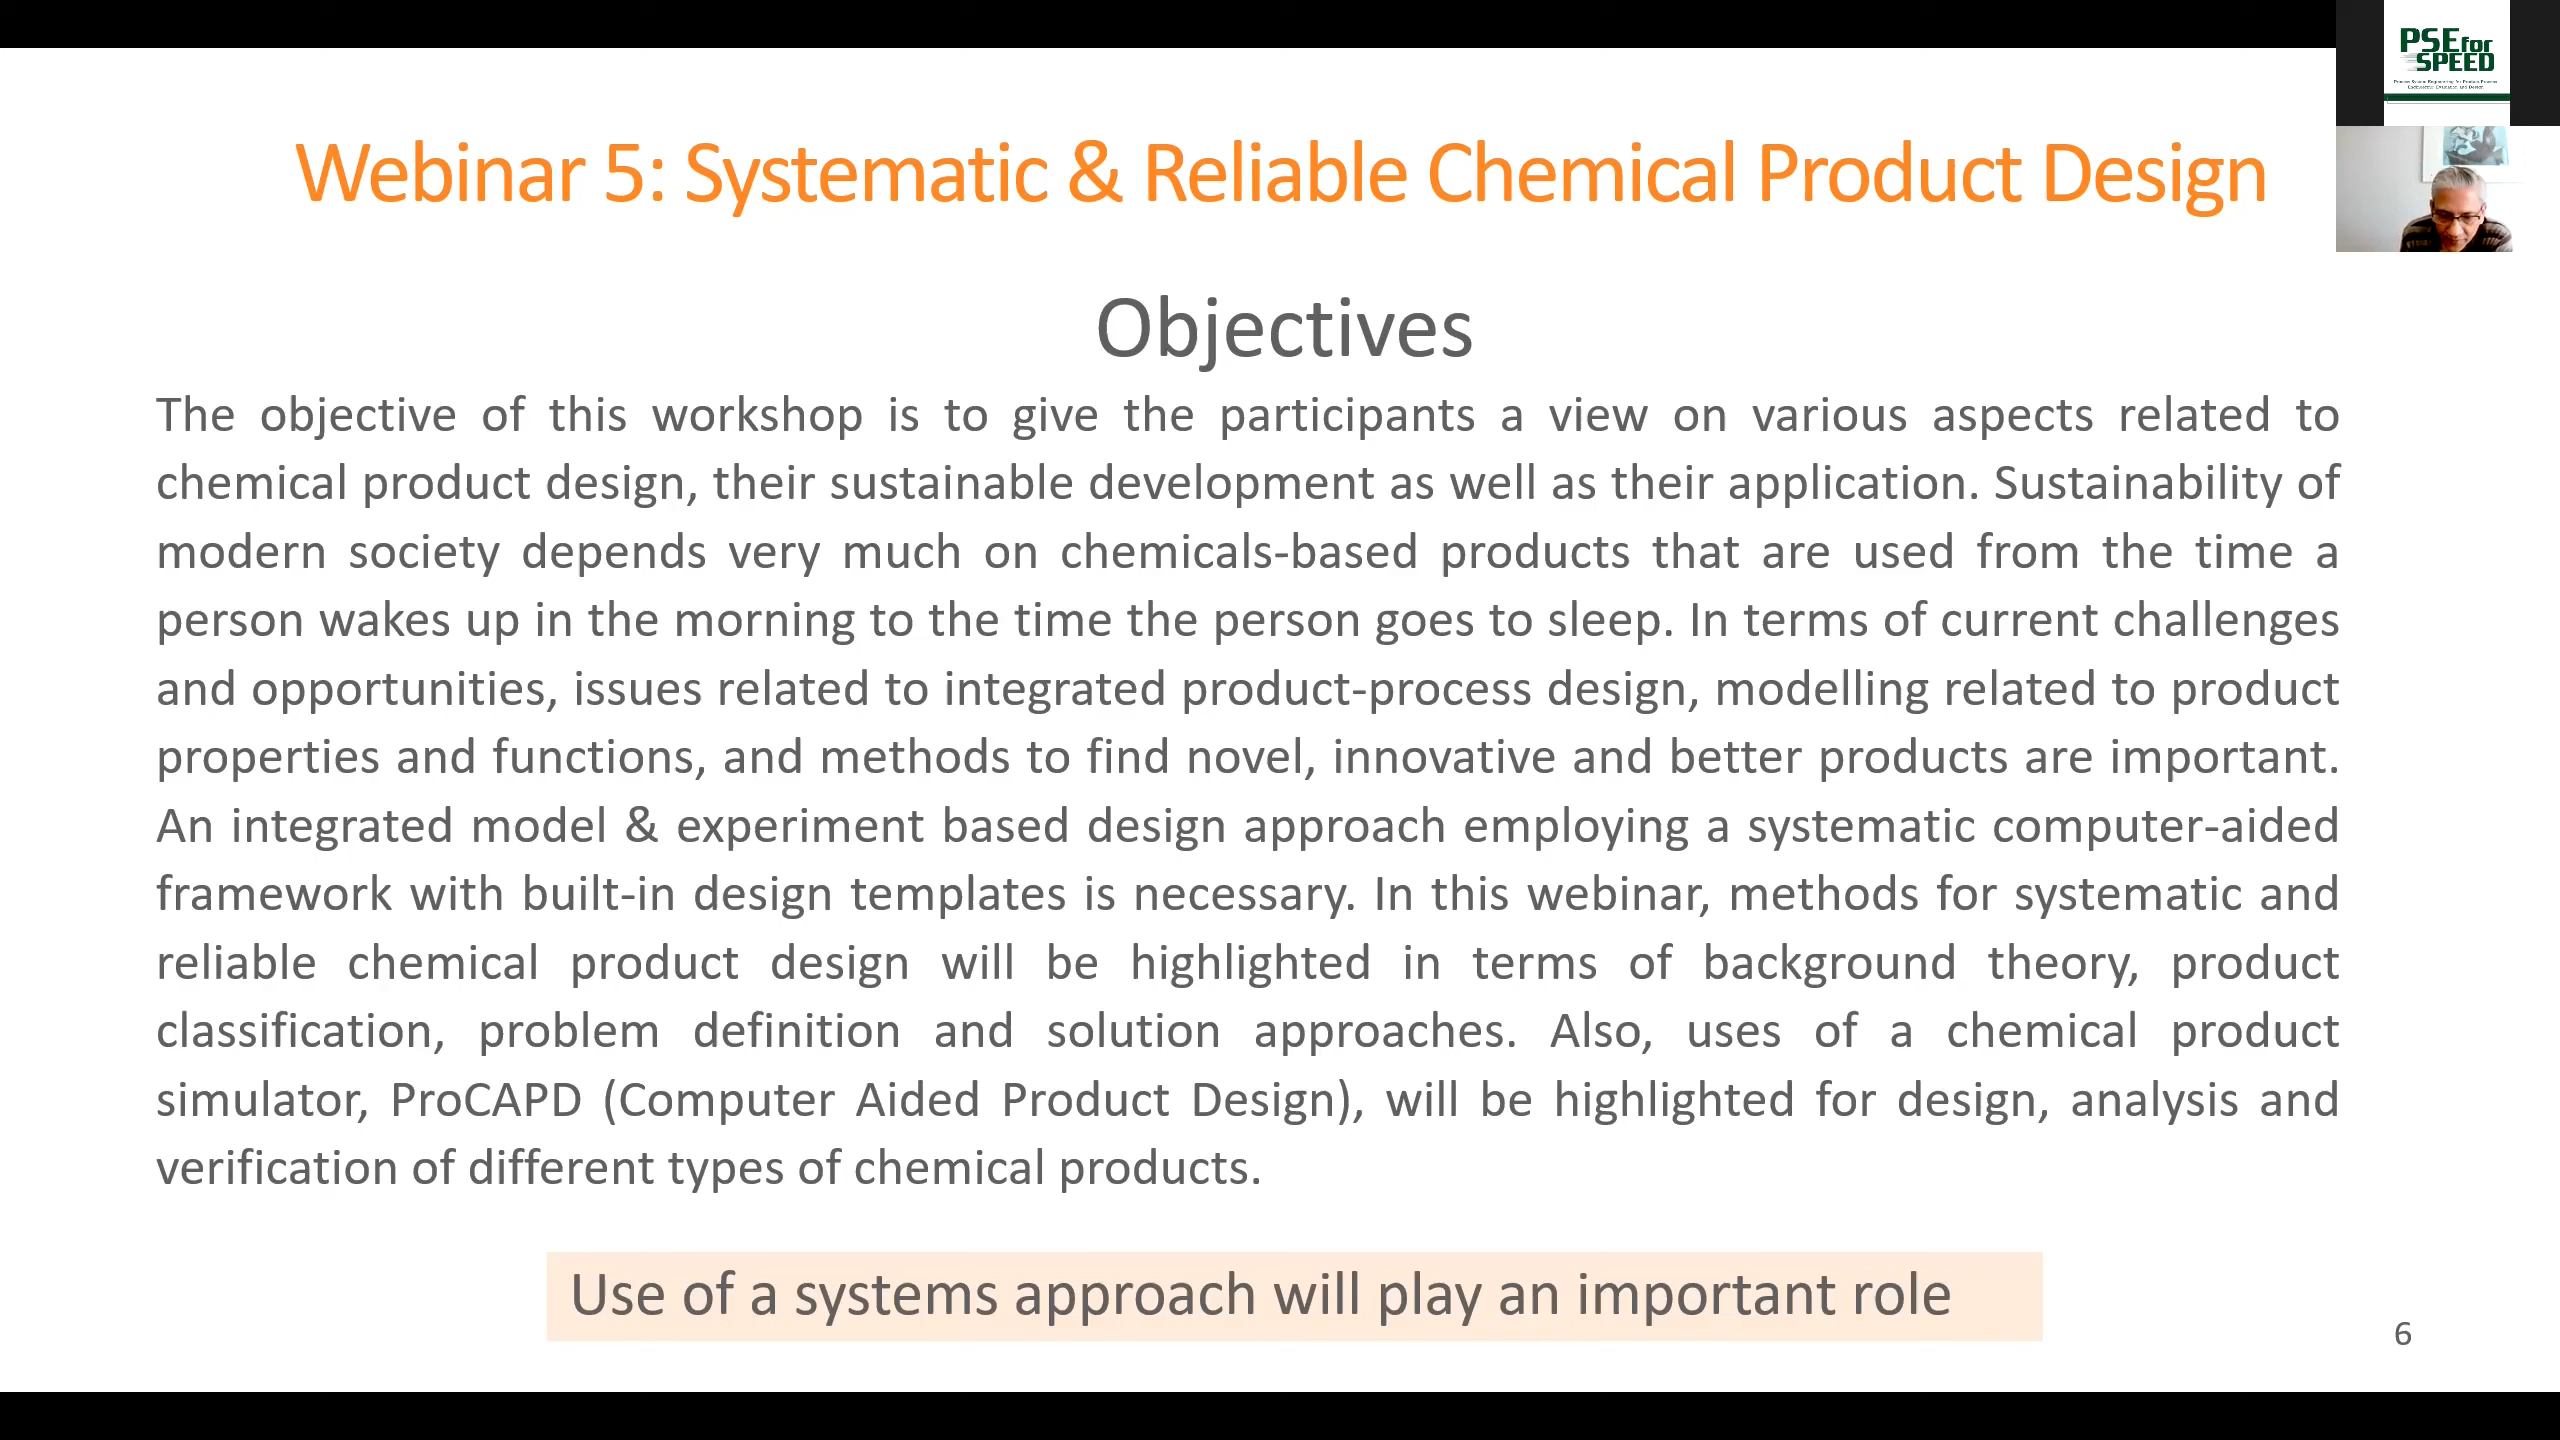 PSE for
SPEED
Webinar 5: Systematic & Reliable Chemical Product Design
Objectives
The objective of this workshop is to give the participants a view on various aspects related to
chemical product design, their sustainable development as well as their application. Sustainability of
modern society depends very much on chemicals-based products that are used from the time a
person wakes up in the morning to the time the person goes to sleep. In terms of current challenges
and opportunities, issues related to integrated product-process design, modelling related to product
properties and functions, and methods to find novel, innovative and better products are important.
An integrated model & experiment based design approach employing a systematic computer-aided
framework with built-in design templates is necessary. In this webinar, methods for systematic and
reliable chemical product design will be highlighted in terms of background theory, product
classification, problem definition and solution approaches. Also, uses of a chemical product
simulator, ProCAPD (Computer Aided Product Design), will be highlighted for design, analysis and
verification of different types of chemical products.
Use of a systems approach will play an important role
6